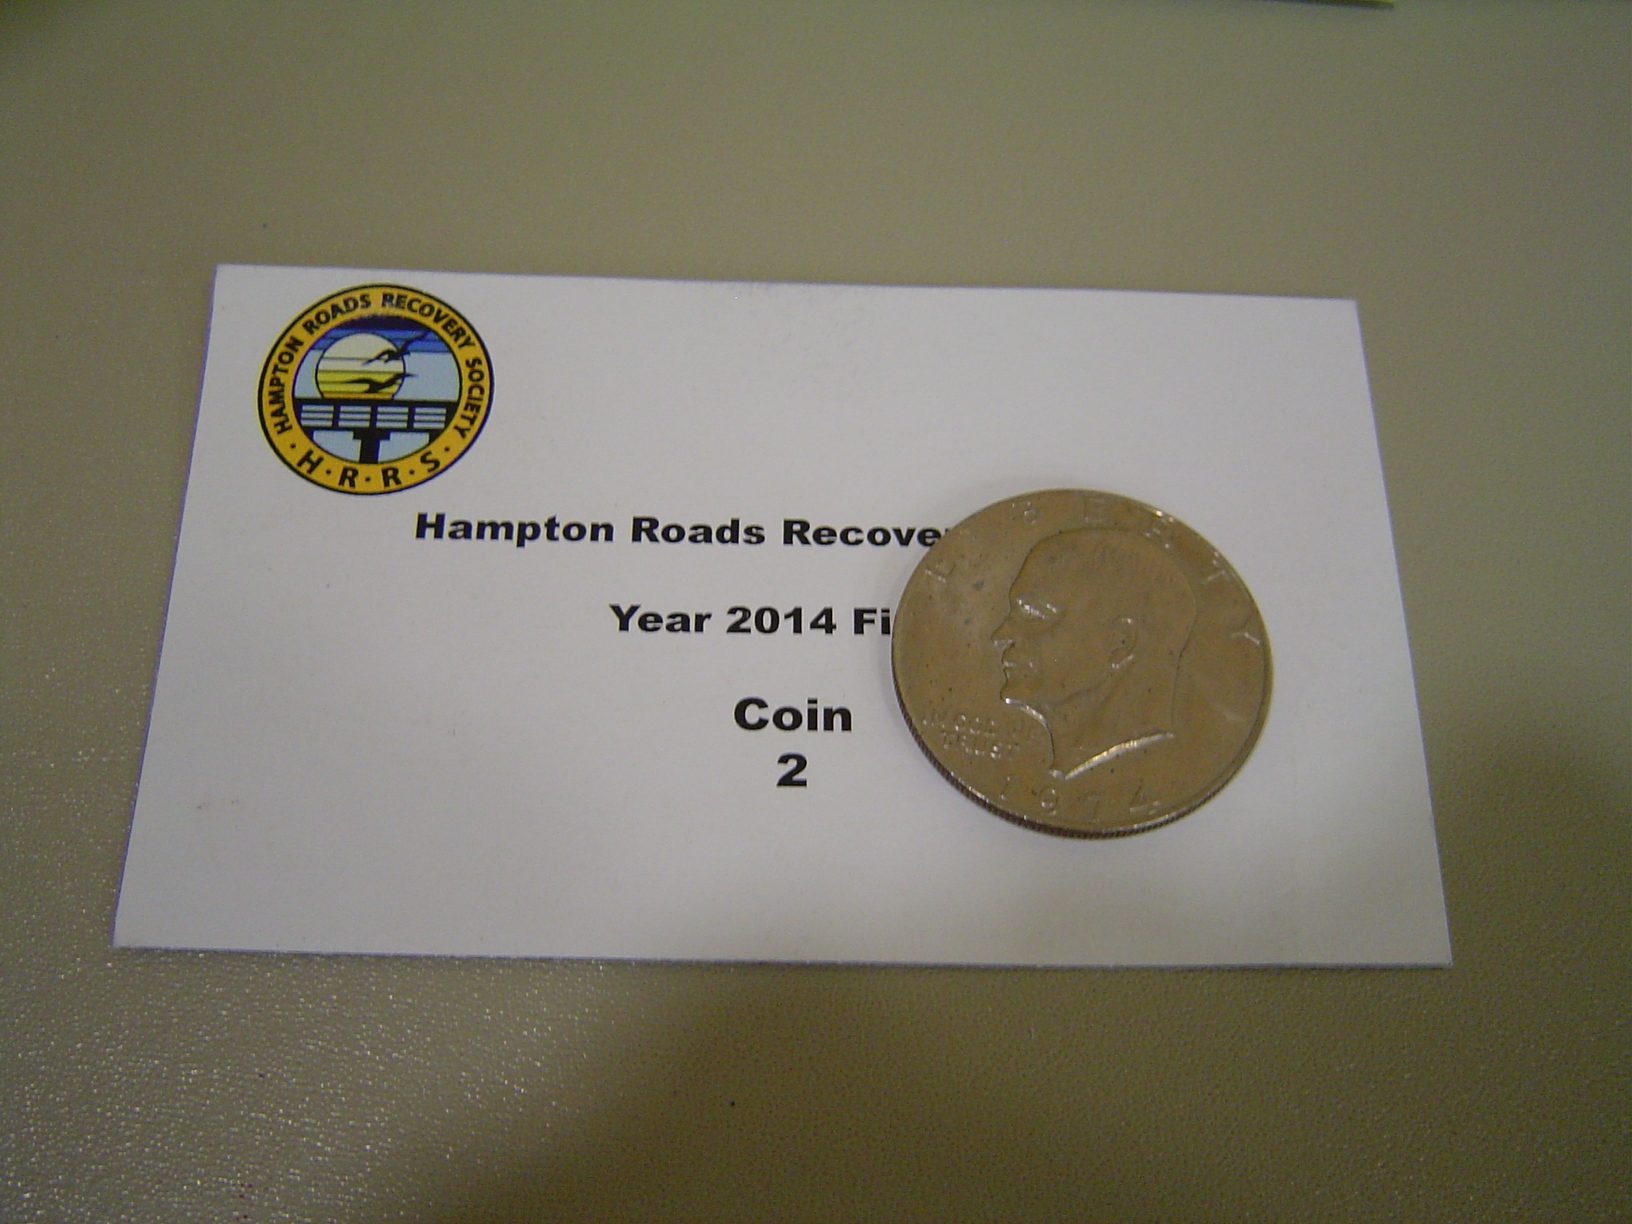 HAMPTON ROADS RECOVERY SOCIETY
H·R·R·S
Hampton Roads Recove
Year 2014 Fi
Coin
2
LIBERTY
IN GOD WE
TRUST
1974